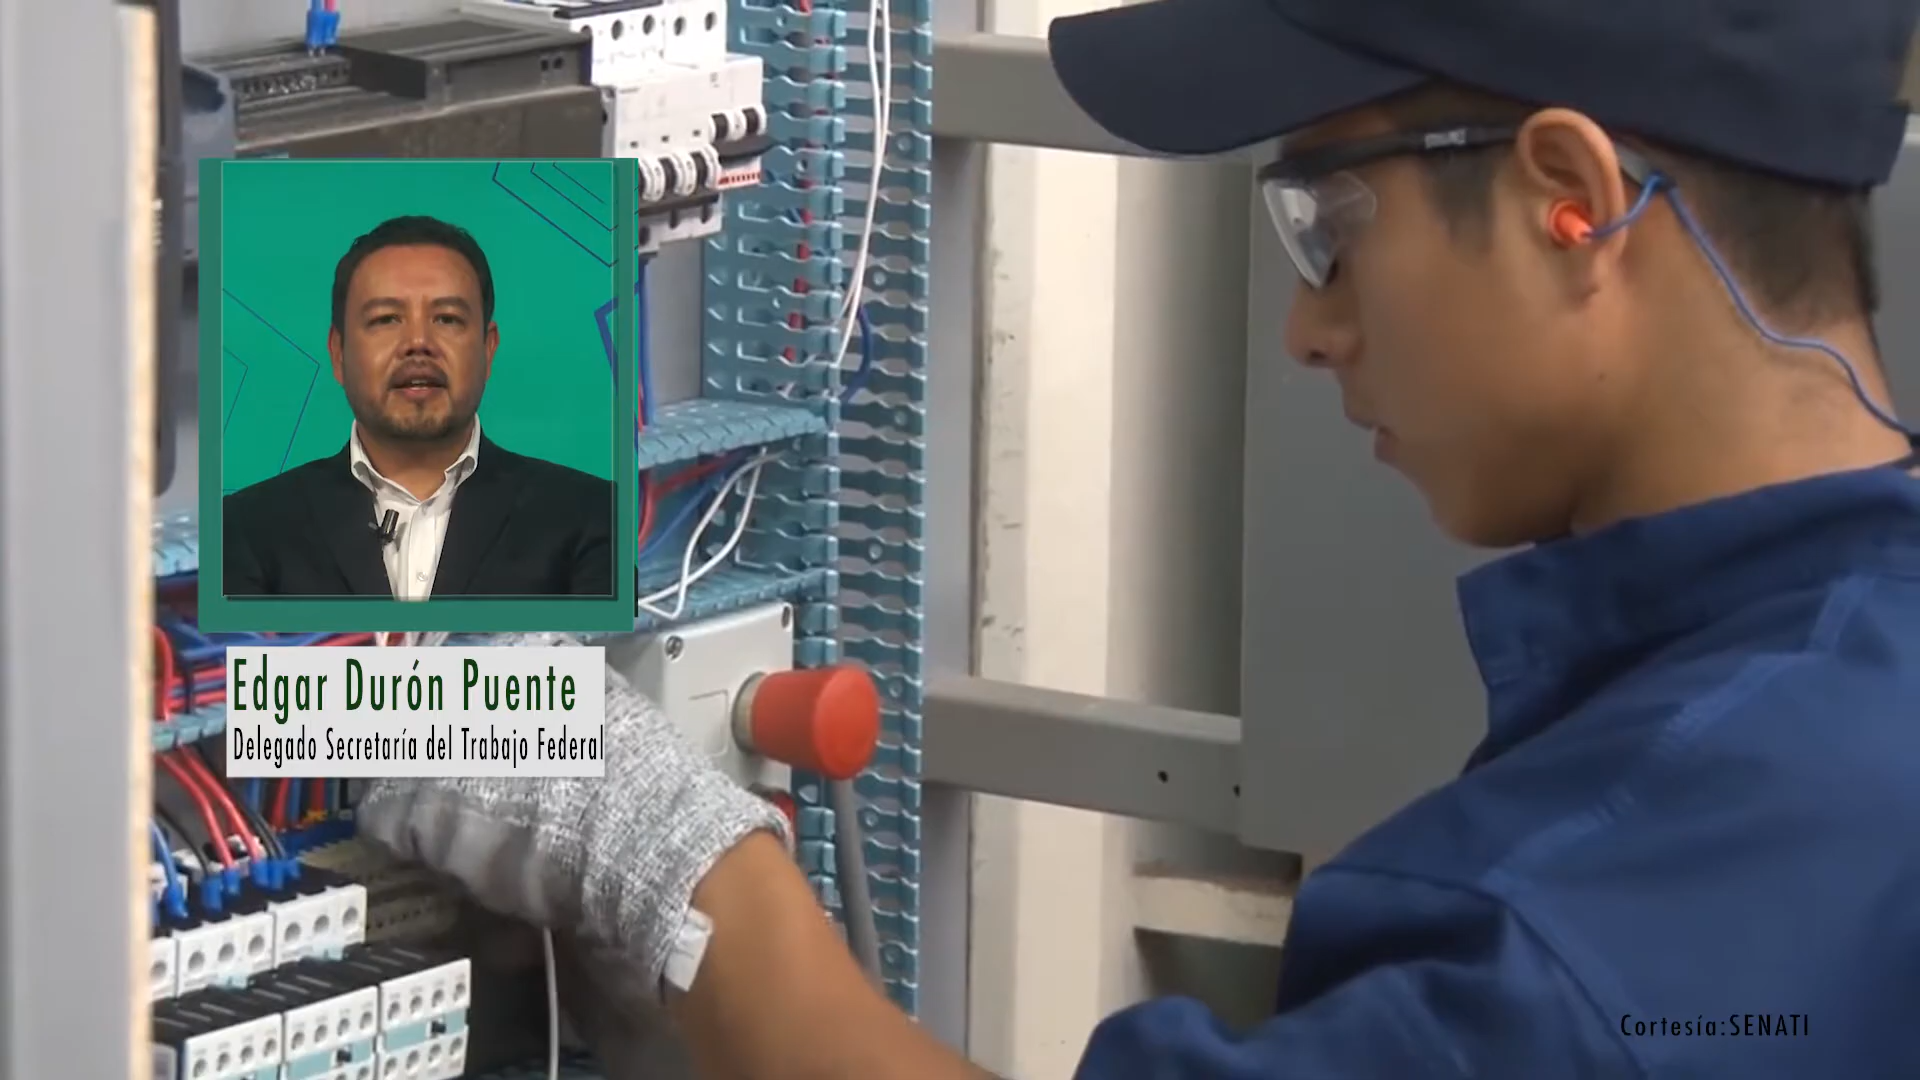 Edgar Durón Puente
Delegado Secretaría del Trabajo Federal
Cortesía:SENATI